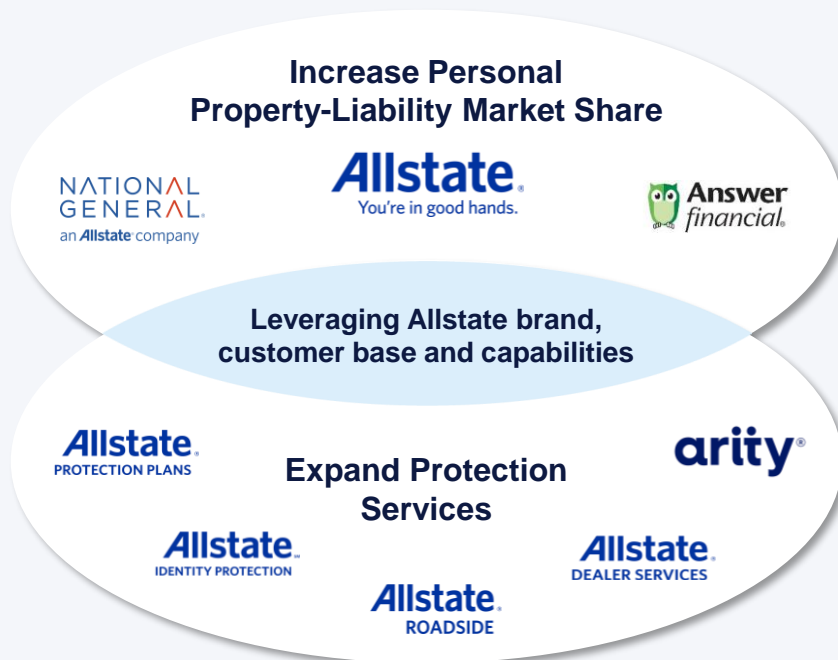 Increase Personal
Property-Liability Market Share
NATIONAL
GENERAL®
an Allstate® company
Allstate®
You're in good hands.
Answer
financial®
Leveraging Allstate brand,
customer base and capabilities
Allstate®
PROTECTION PLANS
arity®
Expand Protection
Services
Allstate℠
IDENTITY PROTECTION
Allstate®
DEALER SERVICES
Allstate®
ROADSIDE